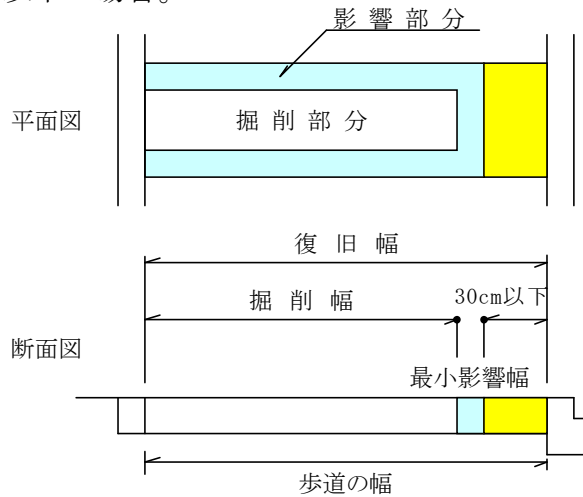 影響部分
平面図
掘削部分
復旧幅
掘削幅
30cm以下
断面図
最小影響幅
歩道の幅